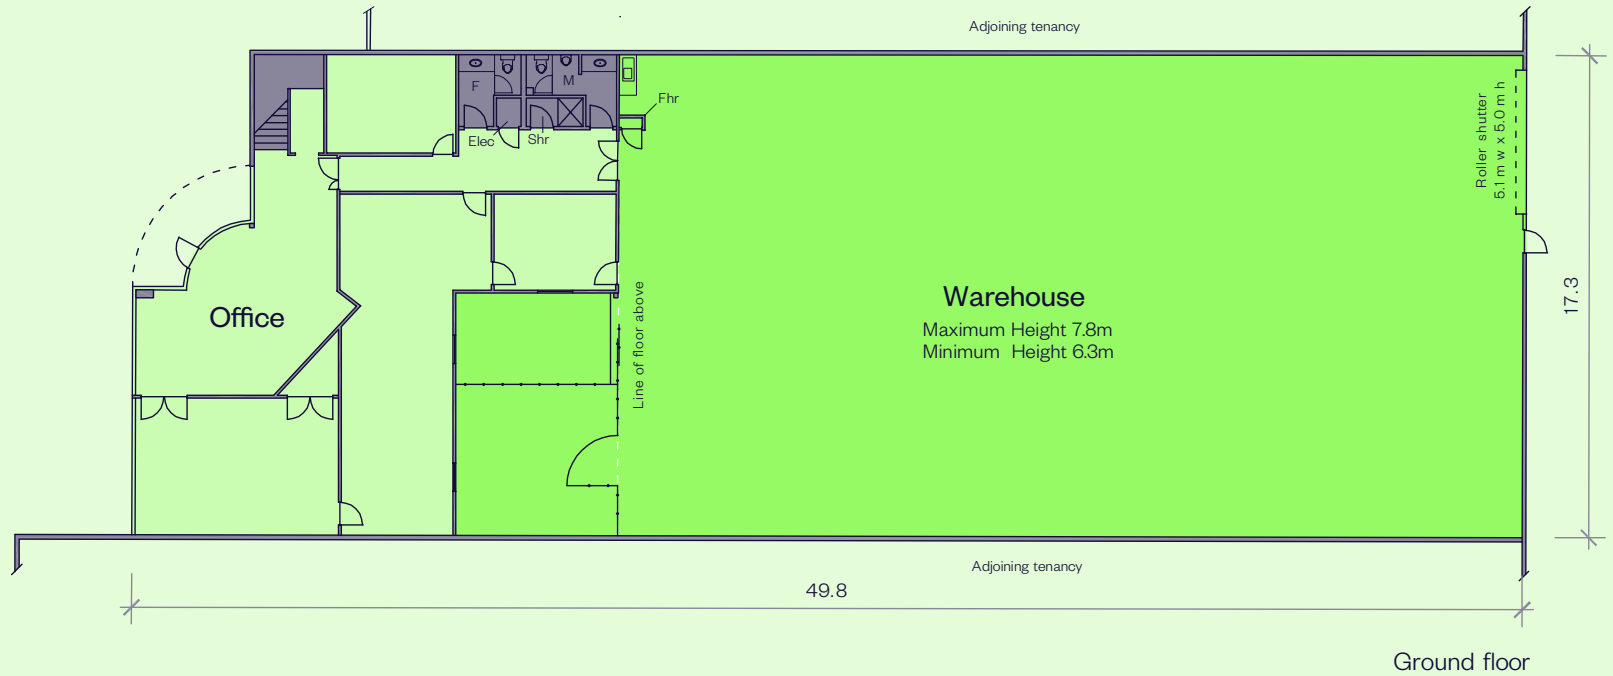 Adjoining tenancy
F
M
Fhr
Elec
Shr
Roller shutter
5.1 m w x 5.0 m h
Line of floor above
Office
Warehouse
Maximum Height 7.8m
Minimum Height 6.3m
17.3
Adjoining tenancy
49.8
Ground floor